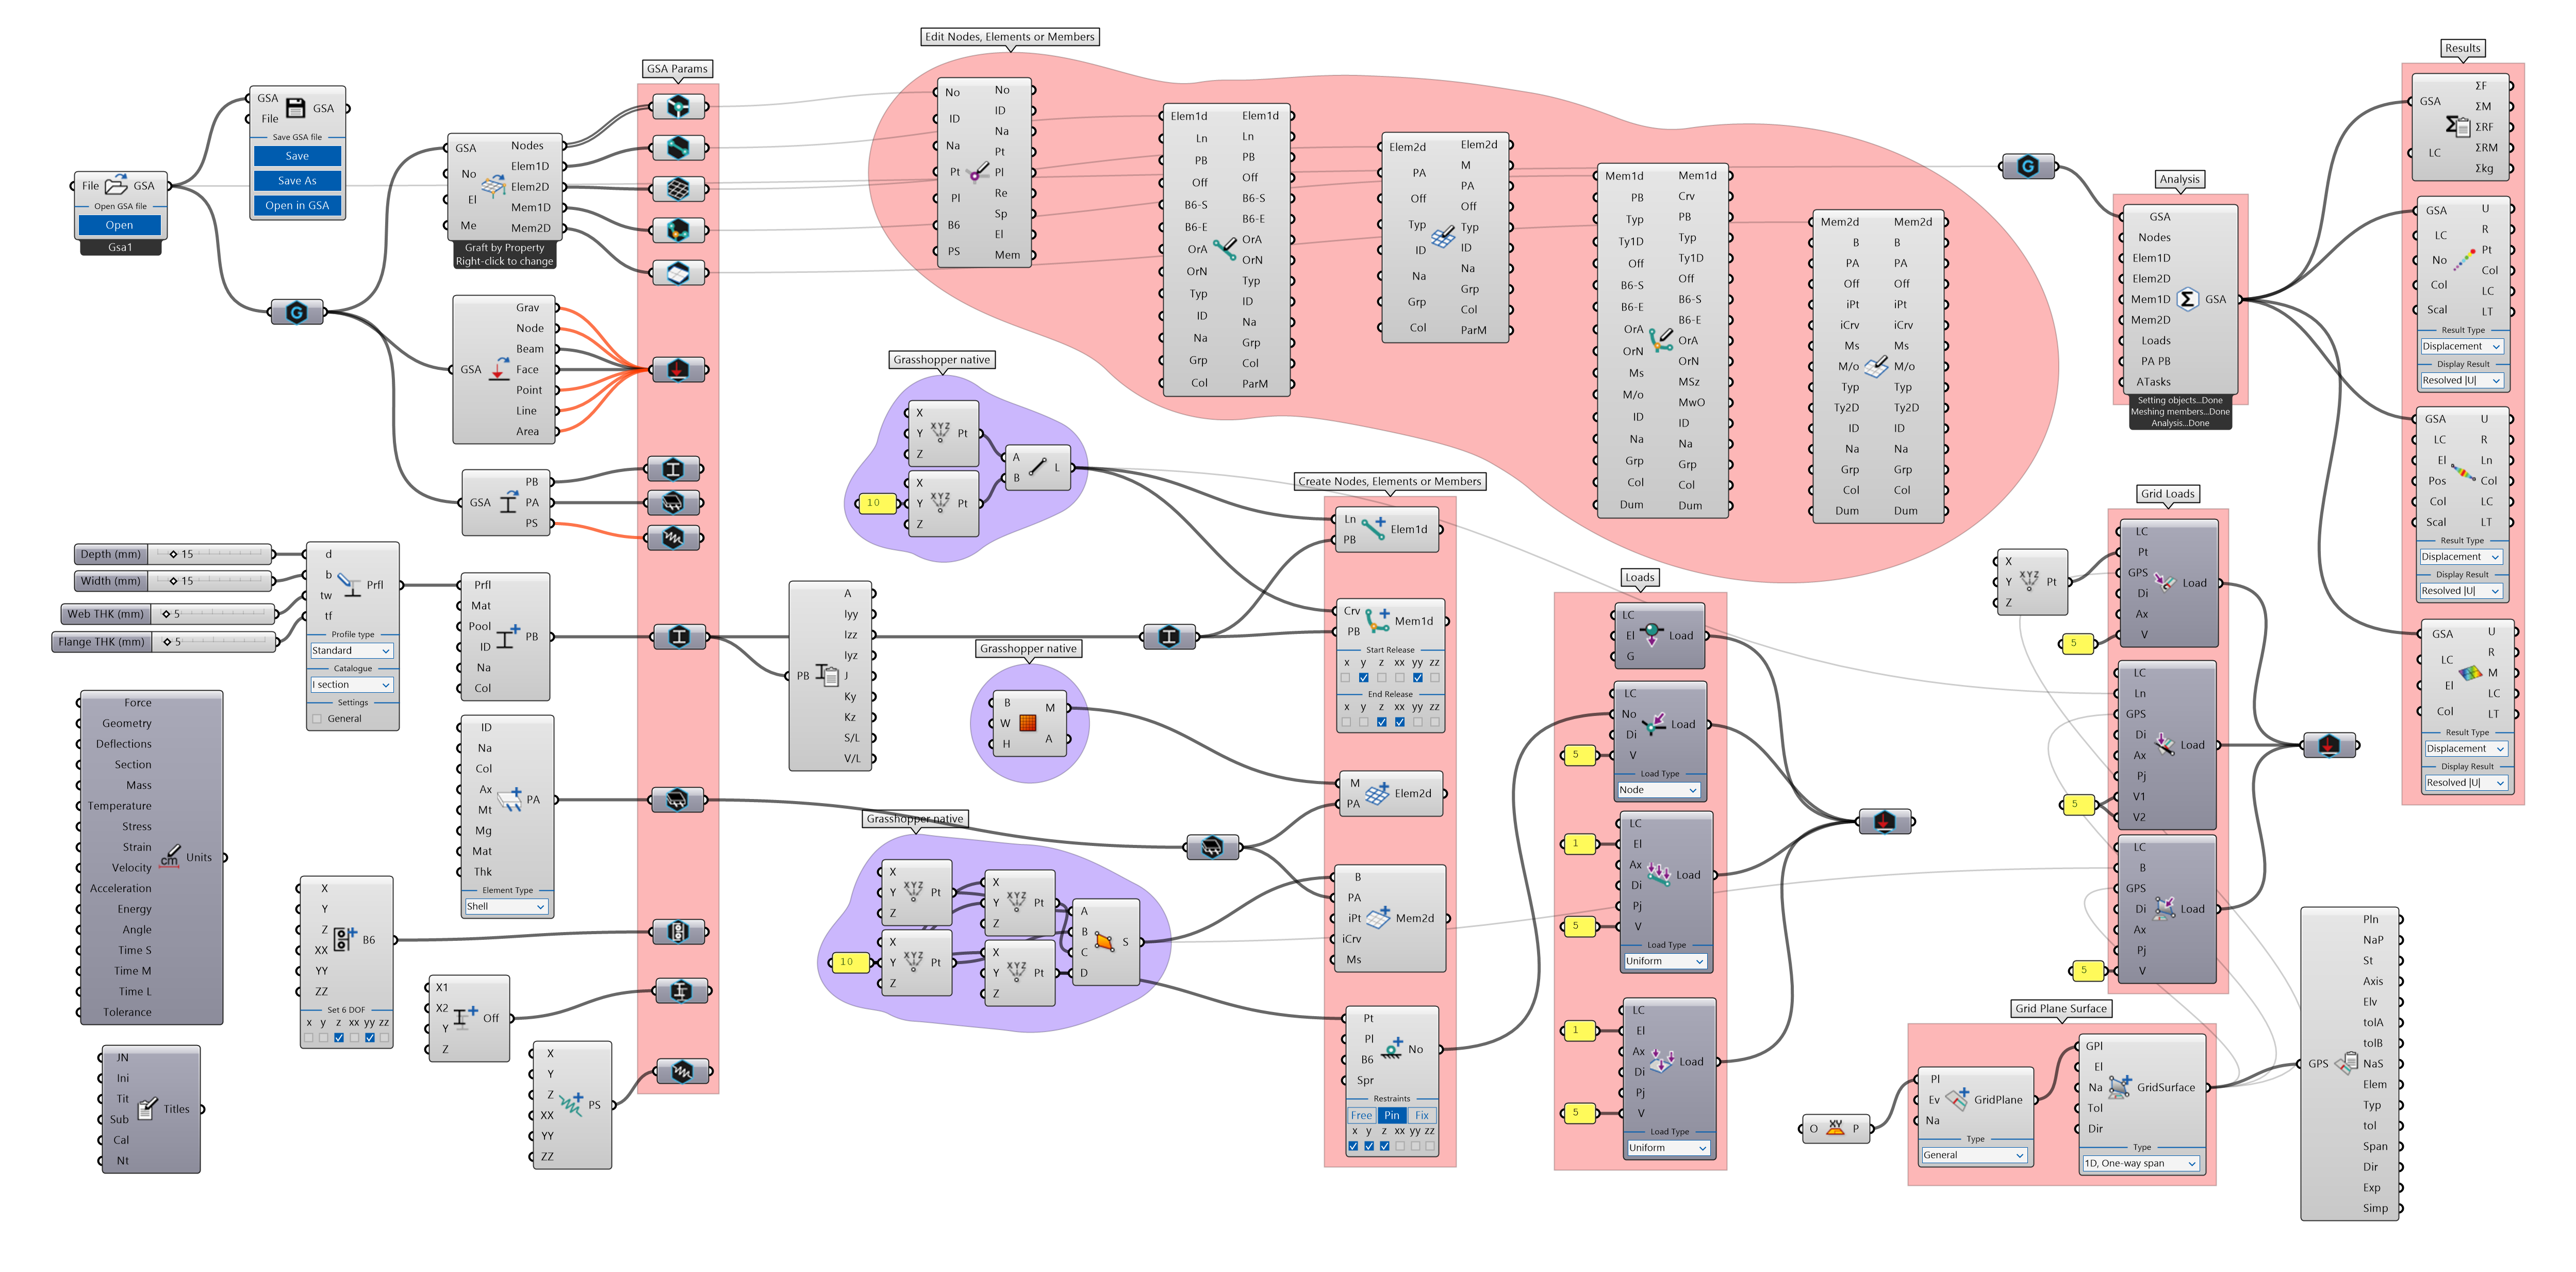 File GSA
Open GSA file
Open
Gsa1
GSA GSA
File
Save GSA file
Save
Save As
Open in GSA
GSA Nodes
No Elem1D
Elem2D
El Mem1D
Me Mem2D
Graft by Property
Right-click to change
GSA
Grav
Node
Beam
Face
Point
Line
Area
GSA
PB
PA
PS
GSA Params
Depth (mm) 15
Width (mm) 15
Web THK (mm) 5
Flange THK (mm) 5
d
b Prfl
tw
tf
Profile type
Standard
Catalogue
I section
Settings
General
Prfl
Mat
Pool
ID PB
Na
Col
Force
Geometry
Deflections
Section
Mass
Temperature
Stress
Strain Units
Velocity
Acceleration
Energy
Angle
Time S
Time M
Time L
Tolerance
cm
ID
Na
Col
Ax PA
Mt
Mg
Mat
Thk
Element Type
Shell
X
Y
Z B6
XX
YY
ZZ
Set 6 DOF
x y z xx yy zz
X1
X2 Off
Y
Z
X
Y
Z PS
XX
YY
ZZ
JN
Ini
Tit Titles
Sub
Cal
Nt
PB
A
Iyy
Izz
Iyz
J
Ky
Kz
S/L
V/L
Edit Nodes, Elements or Members
No No
ID ID
Na Na
Pt Pt
Pl Pl
B6 Re
PS Sp
El
Mem
Elem1d Elem1d
Ln Ln
PB PB
Off Off
B6-S B6-S
B6-E B6-E
OrA OrA
OrN OrN
Typ Typ
ID ID
Na Na
Grp Grp
Col Col
ParM
Elem2d Elem2d
PA M
Off PA
Typ Off
ID Typ
Na ID
Grp Na
Col Grp
Col
ParM
Mem1d Mem1d
PB Crv
Typ PB
Ty1D Typ
Off Ty1D
B6-S Off
B6-E B6-S
OrA B6-E
OrN OrA
Ms OrN
M/o MSz
ID MwO
Na ID
Grp Na
Col Grp
Dum Col
Dum
Mem2d Mem2d
B B
PA PA
Off Off
iPt iPt
iCrv iCrv
Ms Ms
M/o M/o
Typ Typ
Ty2D Ty2D
ID ID
Na Na
Grp Grp
Col Col
Dum Dum
Grasshopper native
X
Y XYZ Pt
Z
10
X
Y XYZ Pt
Z
A
B L
Grasshopper native
B M
W
H A
Grasshopper native
X
Y XYZ Pt
Z
10
X
Y XYZ Pt
Z
X
Y XYZ Pt
Z
X
Y XYZ Pt
Z
A
B S
C
D
Create Nodes, Elements or Members
Ln Elem1d
PB
Crv Mem1d
PB
Start Release
x y z xx yy zz
End Release
x y z xx yy zz
M Elem2d
PA
B
PA
iPt Mem2d
iCrv
Ms
Pt
Pl No
B6
Spr
Restraints
Free Pin Fix
x y z xx yy zz
Loads
LC
El Load
G
LC
No Load
Di
5 V
Load Type
Node
LC
1 El
Ax Load
Di
Pj
5 V
Load Type
Uniform
LC
1 El
Ax Load
Di
Pj
5 V
Load Type
Uniform
Analysis
GSA
Nodes
Elem1D
Elem2D
Mem1D GSA
Mem2D
Loads
PA PB
ATasks
Setting objects...Done
Meshing members...Done
Analysis...Done
Grid Loads
X
Y XYZ Pt
Z
LC
Pt
GPS Load
Di
Ax
5 V
LC
Ln
GPS
Di Load
Ax
Pj
5 V1
V2
LC
B
GPS
Di Load
Ax
Pj
5 V
Grid Plane Surface
O XY P
Pl
Ev GridPlane
Na
Type
General
GPl
El
Na GridSurface
Tol
Dir
Type
1D, One-way span
GPS
Pln
NaP
St
Axis
Elv
tolA
tolB
NaS
Elem
Typ
tol
Span
Dir
Exp
Simp
Results
GSA ΣF
ΣM
ΣRF
LC ΣRM
Σkg
GSA U
LC R
No Pt
Col Col
Scal LC
LT
Result Type
Displacement
Display Result
Resolved |U|
GSA U
LC R
El Ln
Pos Col
Col LC
Scal LT
Result Type
Displacement
Display Result
Resolved |U|
GSA U
LC R
El M
Col LC
LT
Result Type
Displacement
Display Result
Resolved |U|